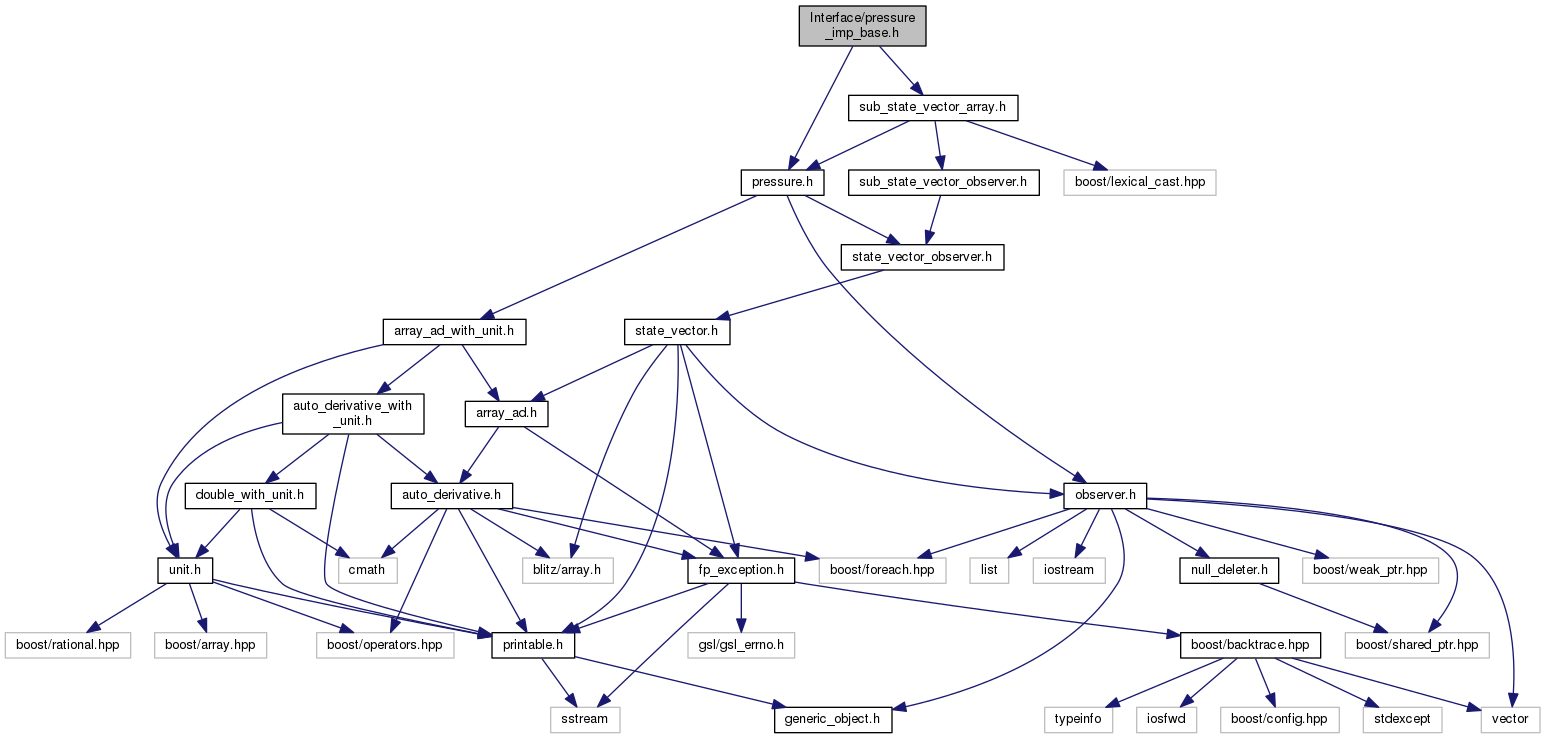 Interface/pressure
_imp_base.h
sub_state_vector_array.h
pressure.h
sub_state_vector_observer.h
boost/lexical_cast.hpp
state_vector_observer.h
array_ad_with_unit.h
state_vector.h
auto_derivative_with
_unit.h
array_ad.h
double_with_unit.h
auto_derivative.h
observer.h
unit.h
cmath
blitz/array.h
fp_exception.h
boost/foreach.hpp
list
iostream
null_deleter.h
boost/weak_ptr.hpp
boost/rational.hpp
boost/array.hpp
boost/operators.hpp
printable.h
gsl/gsl_errno.h
boost/backtrace.hpp
boost/shared_ptr.hpp
sstream
generic_object.h
typeinfo
iosfwd
boost/config.hpp
stdexcept
vector